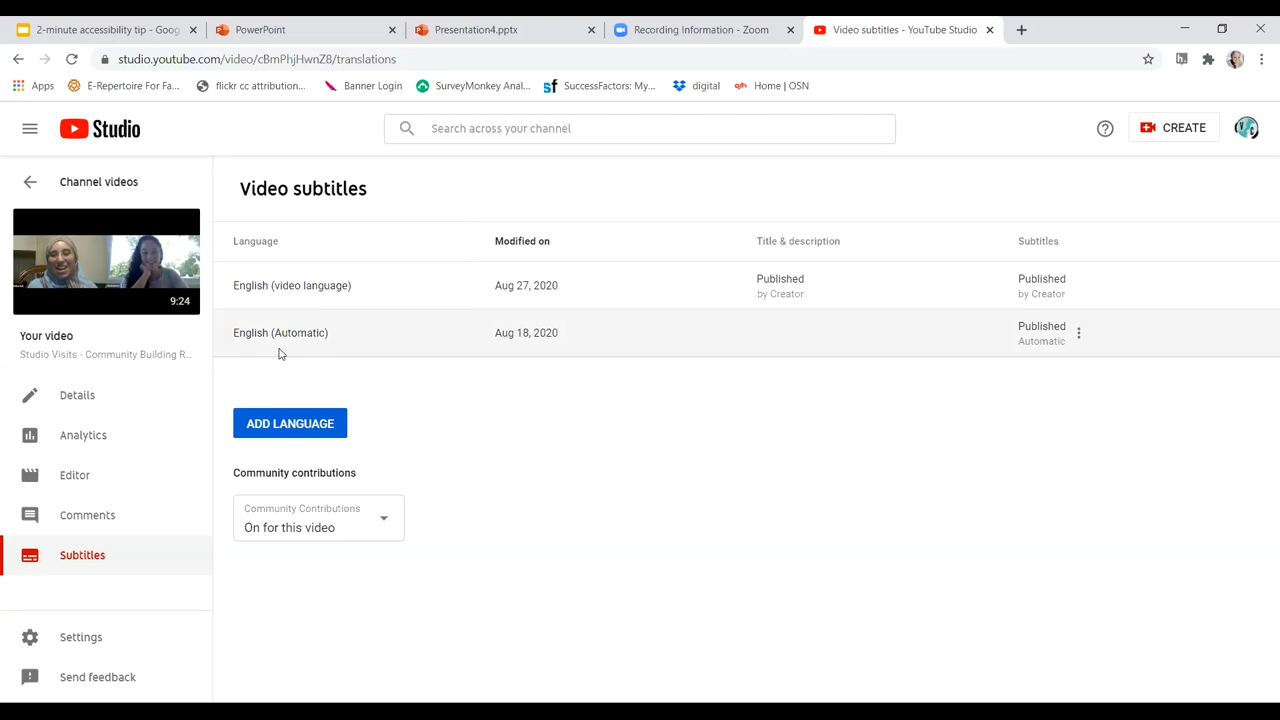 2-minute accessibility tip - Goog
PowerPoint
Presentation4.pptx
Recording Information - Zoom
Video subtitles - YouTube Studio
studio.youtube.com/video/cBmPhjHwnZ8/translations
Apps
E-Repertoire For Fa...
flickr cc attribution...
Banner Login
SurveyMonkey Anal...
SuccessFactors: My...
digital
Home | OSN
Studio
Search across your channel
CREATE
Channel videos
9:24
Your video
Studio Visits - Community Building R...
Details
Analytics
Editor
Comments
Subtitles
Settings
Send feedback
Video subtitles
Language Modified on Title & description Subtitles
English (video language) Aug 27, 2020 Published Published
by Creator by Creator
English (Automatic) Aug 18, 2020 Published
Automatic
ADD LANGUAGE
Community contributions
Community Contributions
On for this video